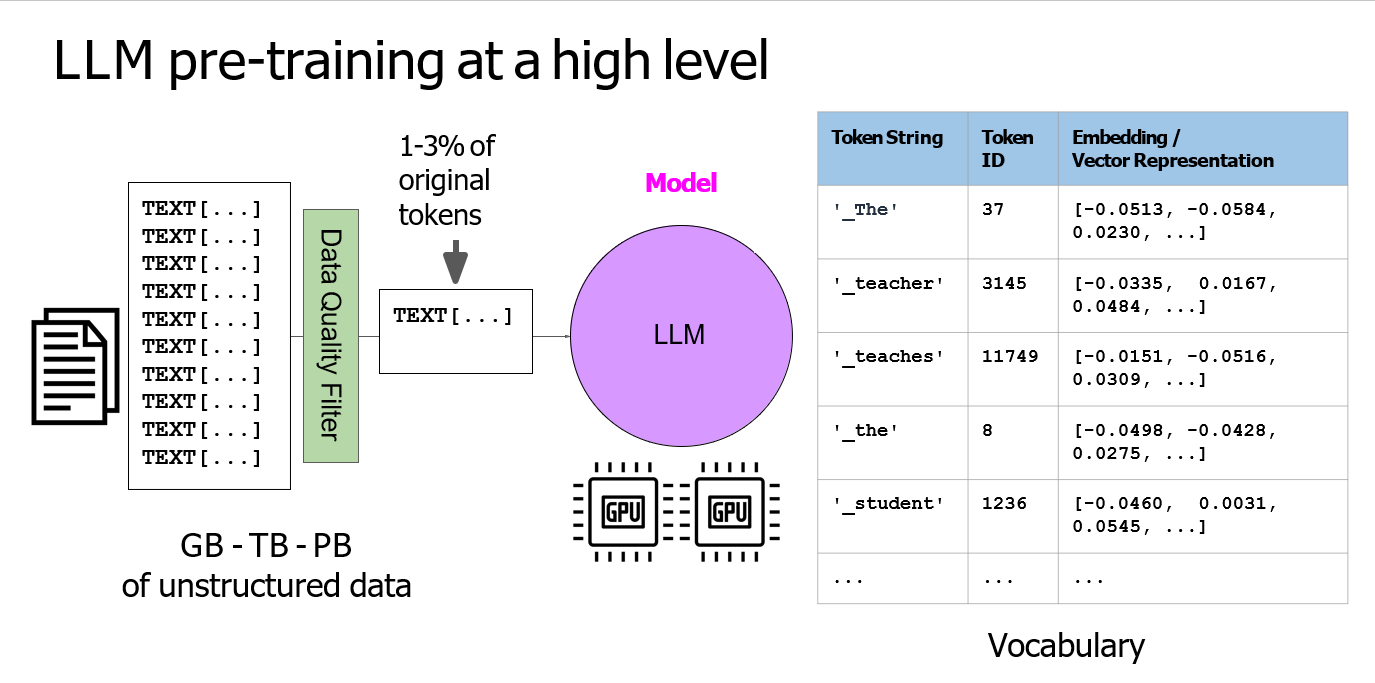 LLM pre-training at a high level
1-3% of
original
tokens
TEXT[...]
TEXT[...]
TEXT[...]
TEXT[...]
TEXT[...]
TEXT[...]
TEXT[...]
TEXT[...]
TEXT[...]
TEXT[...]
Data Quality Filter
TEXT[...]
GB - TB - PB
of unstructured data
Model
LLM
GPU
GPU
Token String
Token
ID
Embedding /
Vector Representation
'_The'
37
[-0.0513, -0.0584,
0.0230, ...]
'_teacher'
3145
[-0.0335, 0.0167,
0.0484, ...]
'_teaches'
11749
[-0.0151, -0.0516,
0.0309, ...]
'_the'
8
[-0.0498, -0.0428,
0.0275, ...]
'_student'
1236
[-0.0460, 0.0031,
0.0545, ...]
...
...
...
Vocabulary